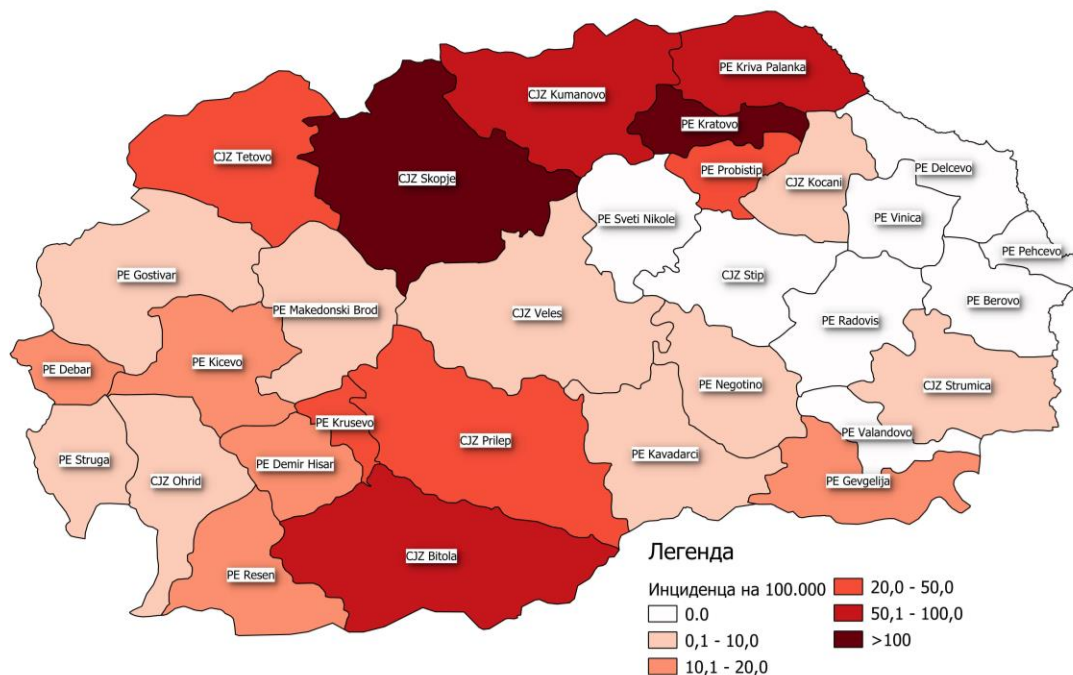 PE Kriva Palanka
CJZ Kumanovo
PE Kratovo
CJZ Tetovo
PE Probistip
PE Delcevo
CJZ Skopje
CJZ Kocani
PE Vinica
PE Sveti Nikole
PE Pehcevo
PE Gostivar
CJZ Stip
PE Berovo
PE Makedonski Brod
CJZ Veles
PE Radovis
PE Kicevo
PE Debar
PE Negotino
CJZ Strumica
PE Krusevo
PE Valandovo
CJZ Prilep
PE Kavadarci
PE Struga
PE Demir Hisar
CJZ Ohrid
PE Gevgelija
CJZ Bitola
PE Resen
Легенда
Инциденца на 100.000
0.0
0,1 - 10,0
10,1 - 20,0
20,0 - 50,0
50,1 - 100,0
>100